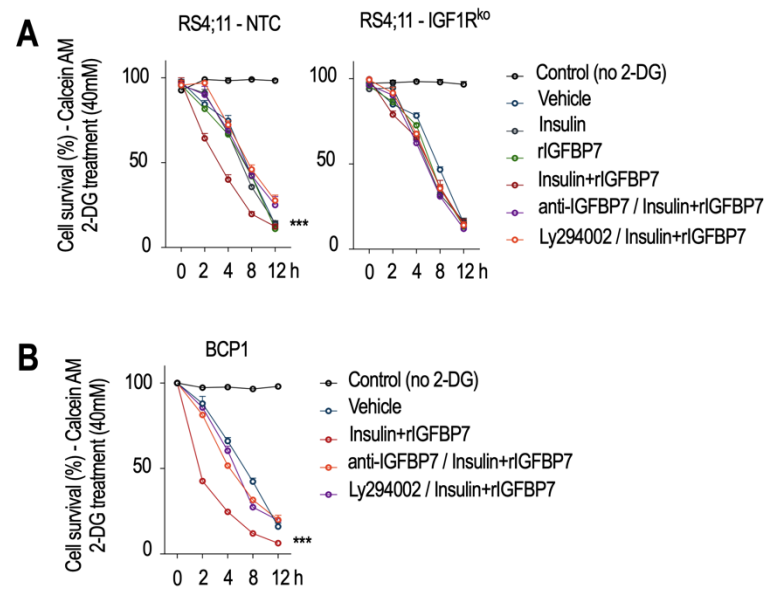 A
RS4;11 - NTC
RS4;11 - IGF1Rko
Cell survival (%) - Calcein AM
2-DG treatment (40mM)
100
50
0
0 2 4 8 12 h
100
50
0
0 2 4 8 12 h
***
Control (no 2-DG)
Vehicle
Insulin
rIGFBP7
Insulin+rIGFBP7
anti-IGFBP7 / Insulin+rIGFBP7
Ly294002 / Insulin+rIGFBP7
B
BCP1
Cell survival (%) - Calcein AM
2-DG treatment (40mM)
100
50
0
0 2 4 8 12 h
***
Control (no 2-DG)
Vehicle
Insulin+rIGFBP7
anti-IGFBP7 / Insulin+rIGFBP7
Ly294002 / Insulin+rIGFBP7